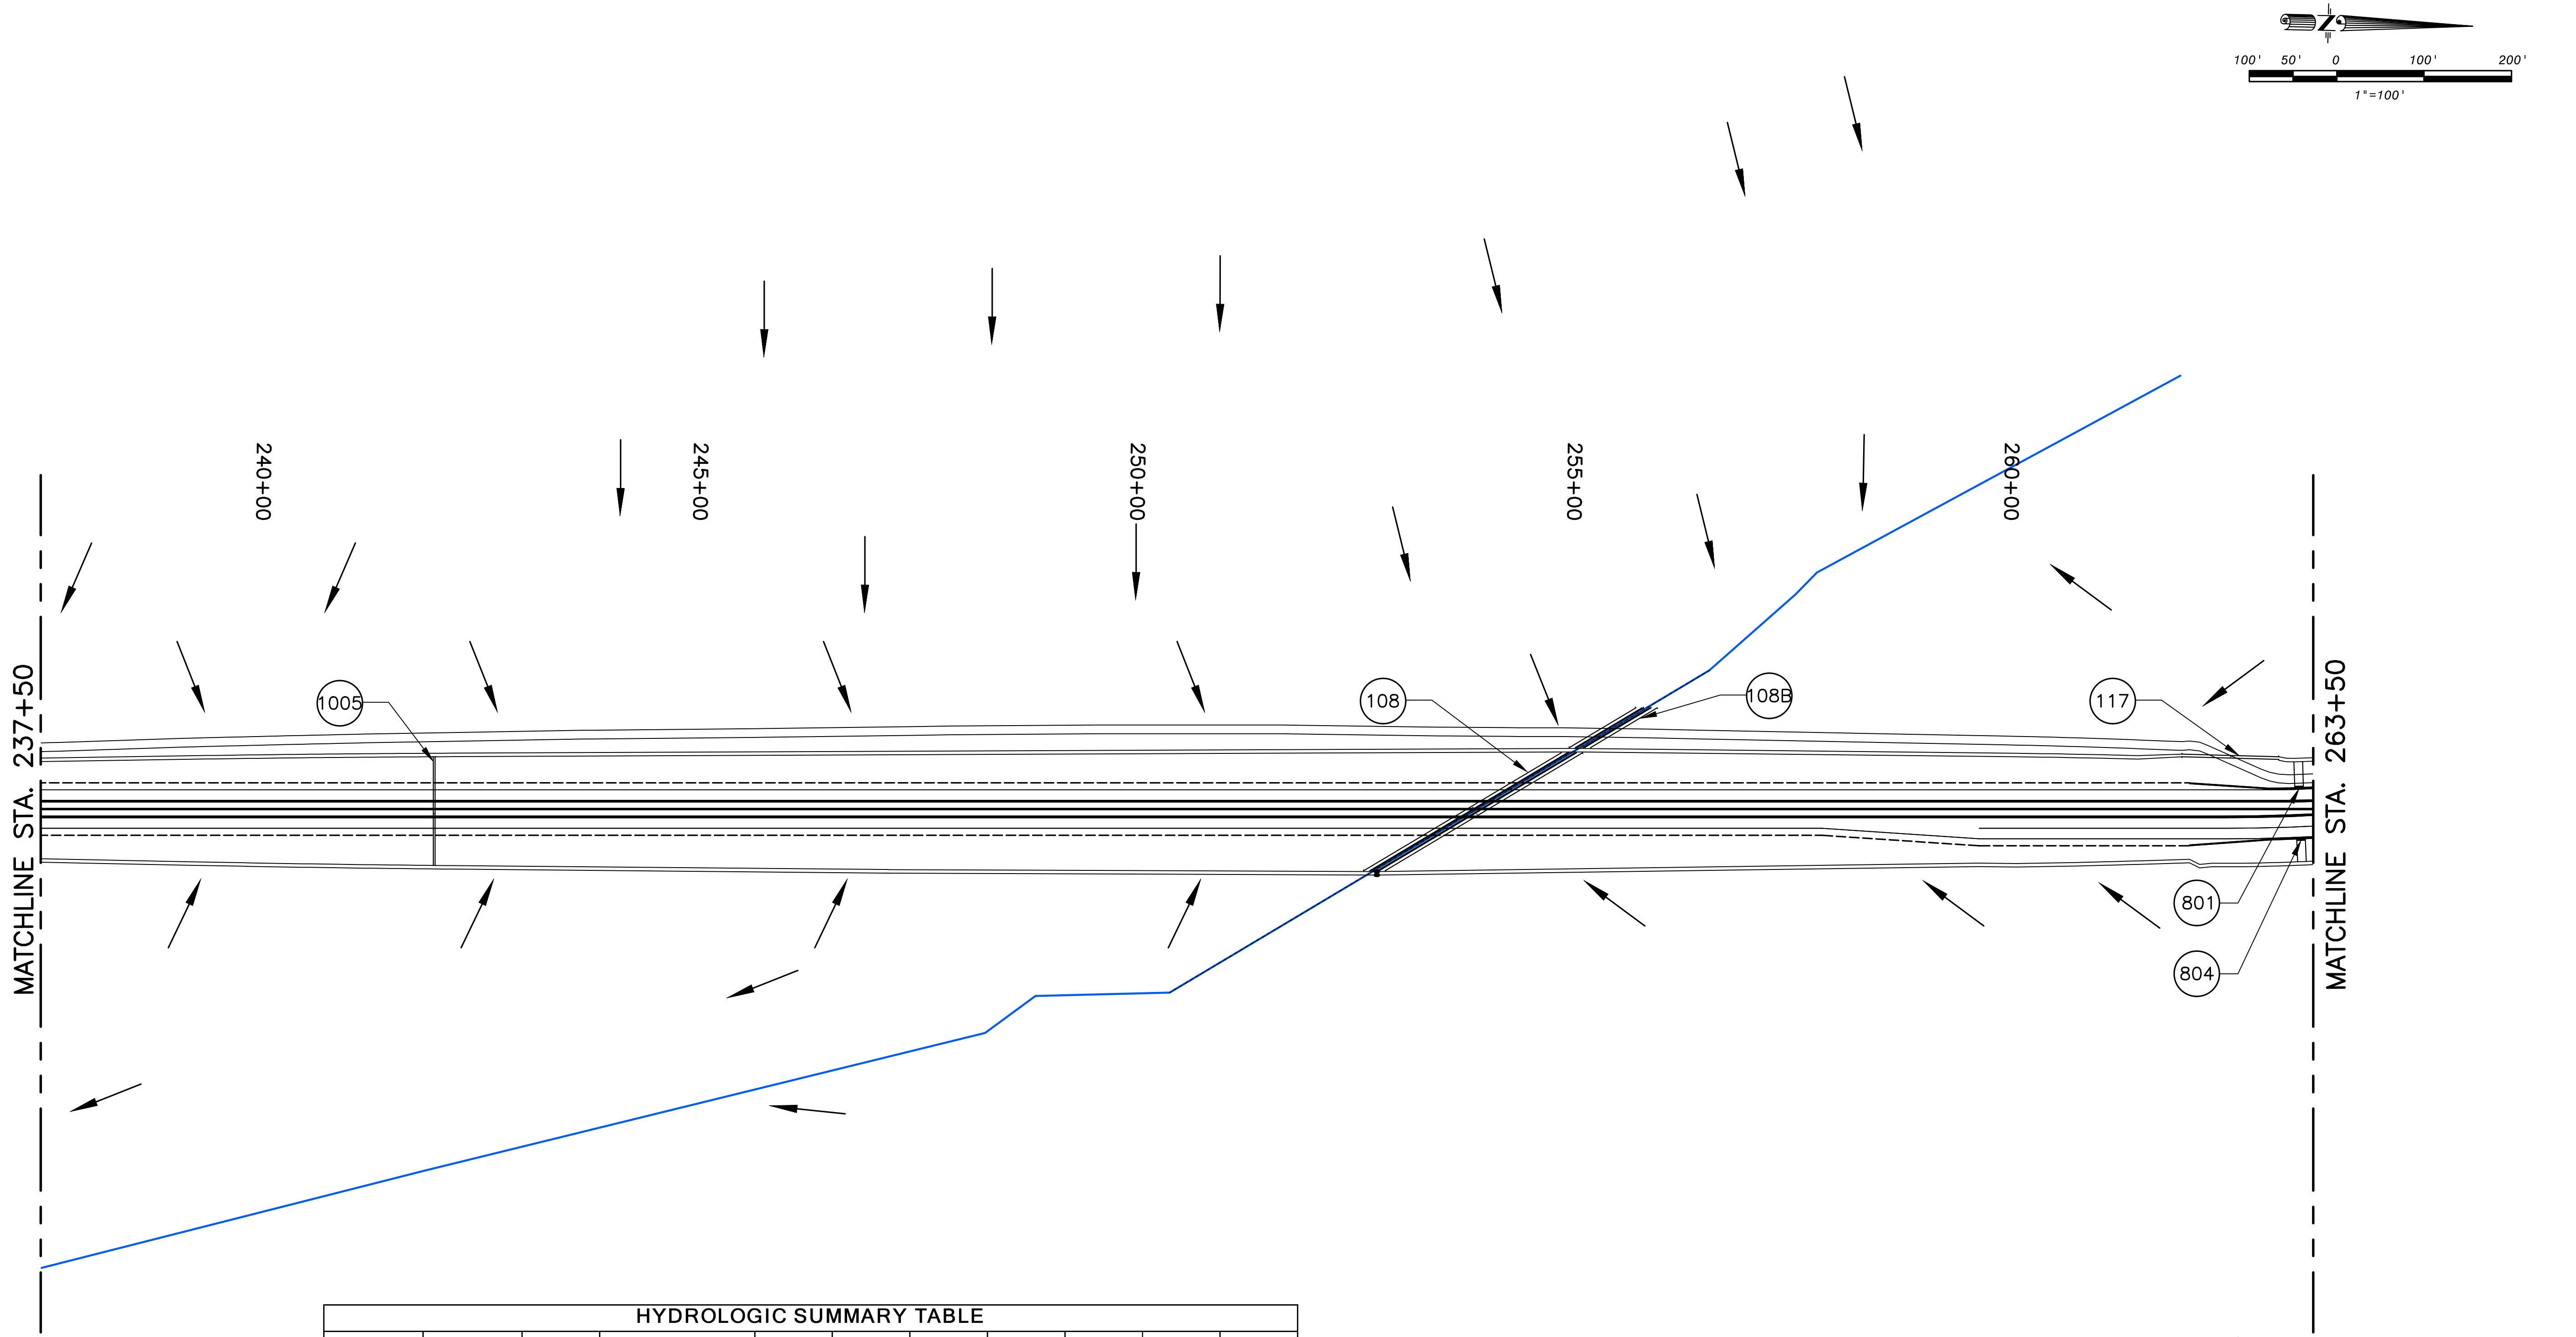 N
100' 50' 0 100' 200'
1"=100'
240+00
245+00
250+00
255+00
260+00
MATCHLINE STA. 237+50
MATCHLINE STA. 263+50
1005
108
108B
117
801
804
HYDROLOGIC SUMMARY TABLE